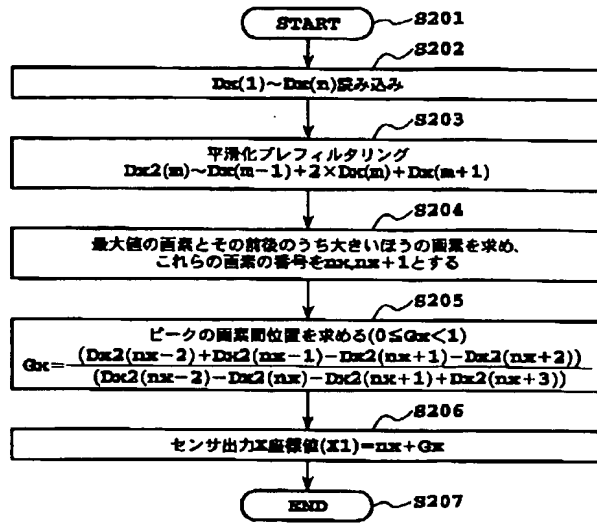 START S201
S202
Dx(1)～Dx(n)読み込み
S203
平滑化プレフィルタリング
Dx2(m)～Dx(m−1)+2×Dx(m)+Dx(m+1)
S204
最大値の画素とその前後のうち大きいほうの画素を求め、
これらの画素の番号をnx,nx+1とする
S205
ピークの画素間位置を求める(0≦Gx<1)
(Dx2(nx−2)+Dx2(nx−1)−Dx2(nx+1)−Dx2(nx+2))
Gx=
(Dx2(nx−2)−Dx2(nx)−Dx2(nx+1)+Dx2(nx+3))
S206
センサ出力X座標値(X1)=nx+Gx
END S207